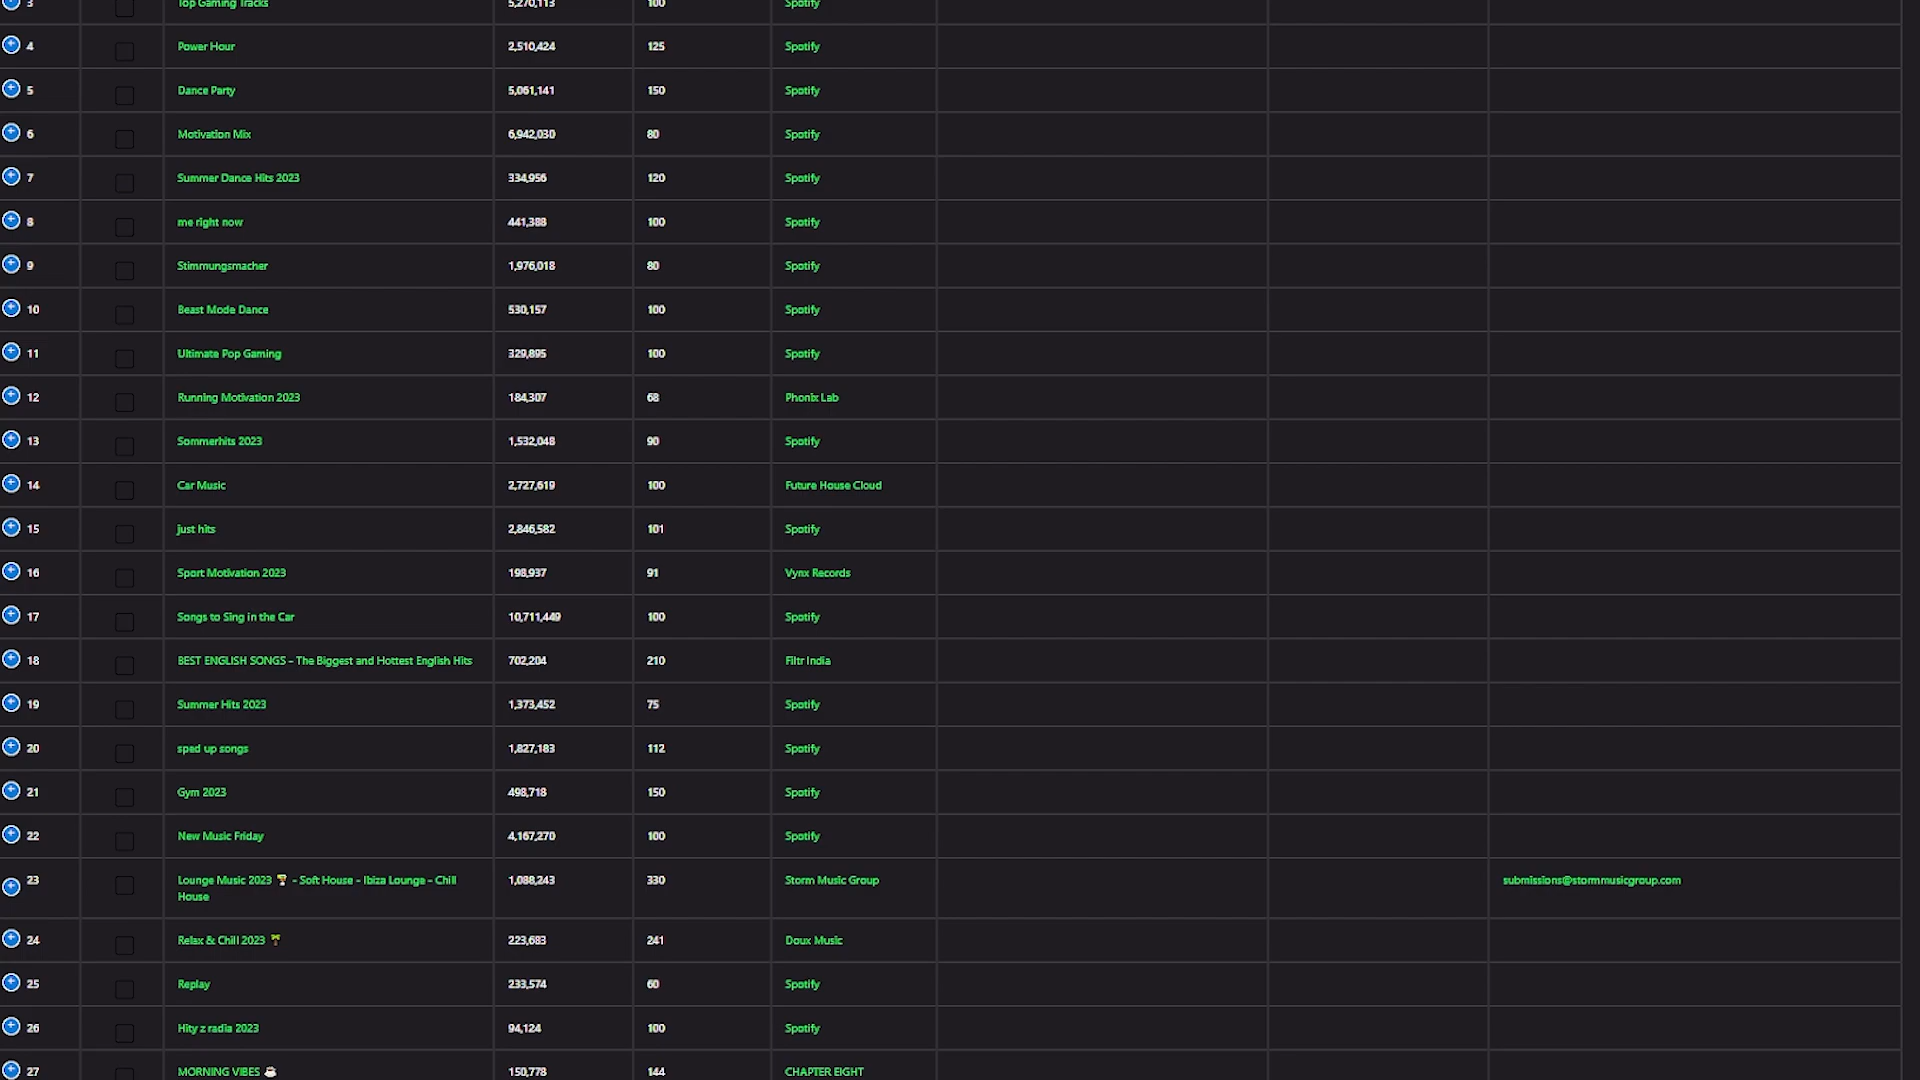 3 Top Gaming Tracks 5,270,113 100 Spotify
4 Power Hour 2,510,424 125 Spotify
5 Dance Party 5,061,141 150 Spotify
6 Motivation Mix 6,942,030 80 Spotify
7 Summer Dance Hits 2023 334,956 120 Spotify
8 me right now 441,388 100 Spotify
9 Stimmungsmacher 1,976,018 80 Spotify
10 Beast Mode Dance 530,157 100 Spotify
11 Ultimate Pop Gaming 329,895 100 Spotify
12 Running Motivation 2023 184,307 68 Phonix Lab
13 Sommerhits 2023 1,532,048 90 Spotify
14 Car Music 2,727,619 100 Future House Cloud
15 just hits 2,846,582 101 Spotify
16 Sport Motivation 2023 198,937 91 Vynx Records
17 Songs to Sing in the Car 10,711,449 100 Spotify
18 BEST ENGLISH SONGS – The Biggest and Hottest English Hits 702,204 210 Filtr India
19 Summer Hits 2023 1,373,452 75 Spotify
20 sped up songs 1,827,183 112 Spotify
21 Gym 2023 498,718 150 Spotify
22 New Music Friday 4,167,270 100 Spotify
23 Lounge Music 2023 🍹 - Soft House - Ibiza Lounge - Chill 1,088,243 330 Storm Music Group submissions@stormmusicgroup.com
House
24 Relax & Chill 2023 🌴 223,683 241 Doux Music
25 Replay 233,574 60 Spotify
26 Hity z radia 2023 94,124 100 Spotify
27 MORNING VIBES ☕ 150,778 144 CHAPTER EIGHT